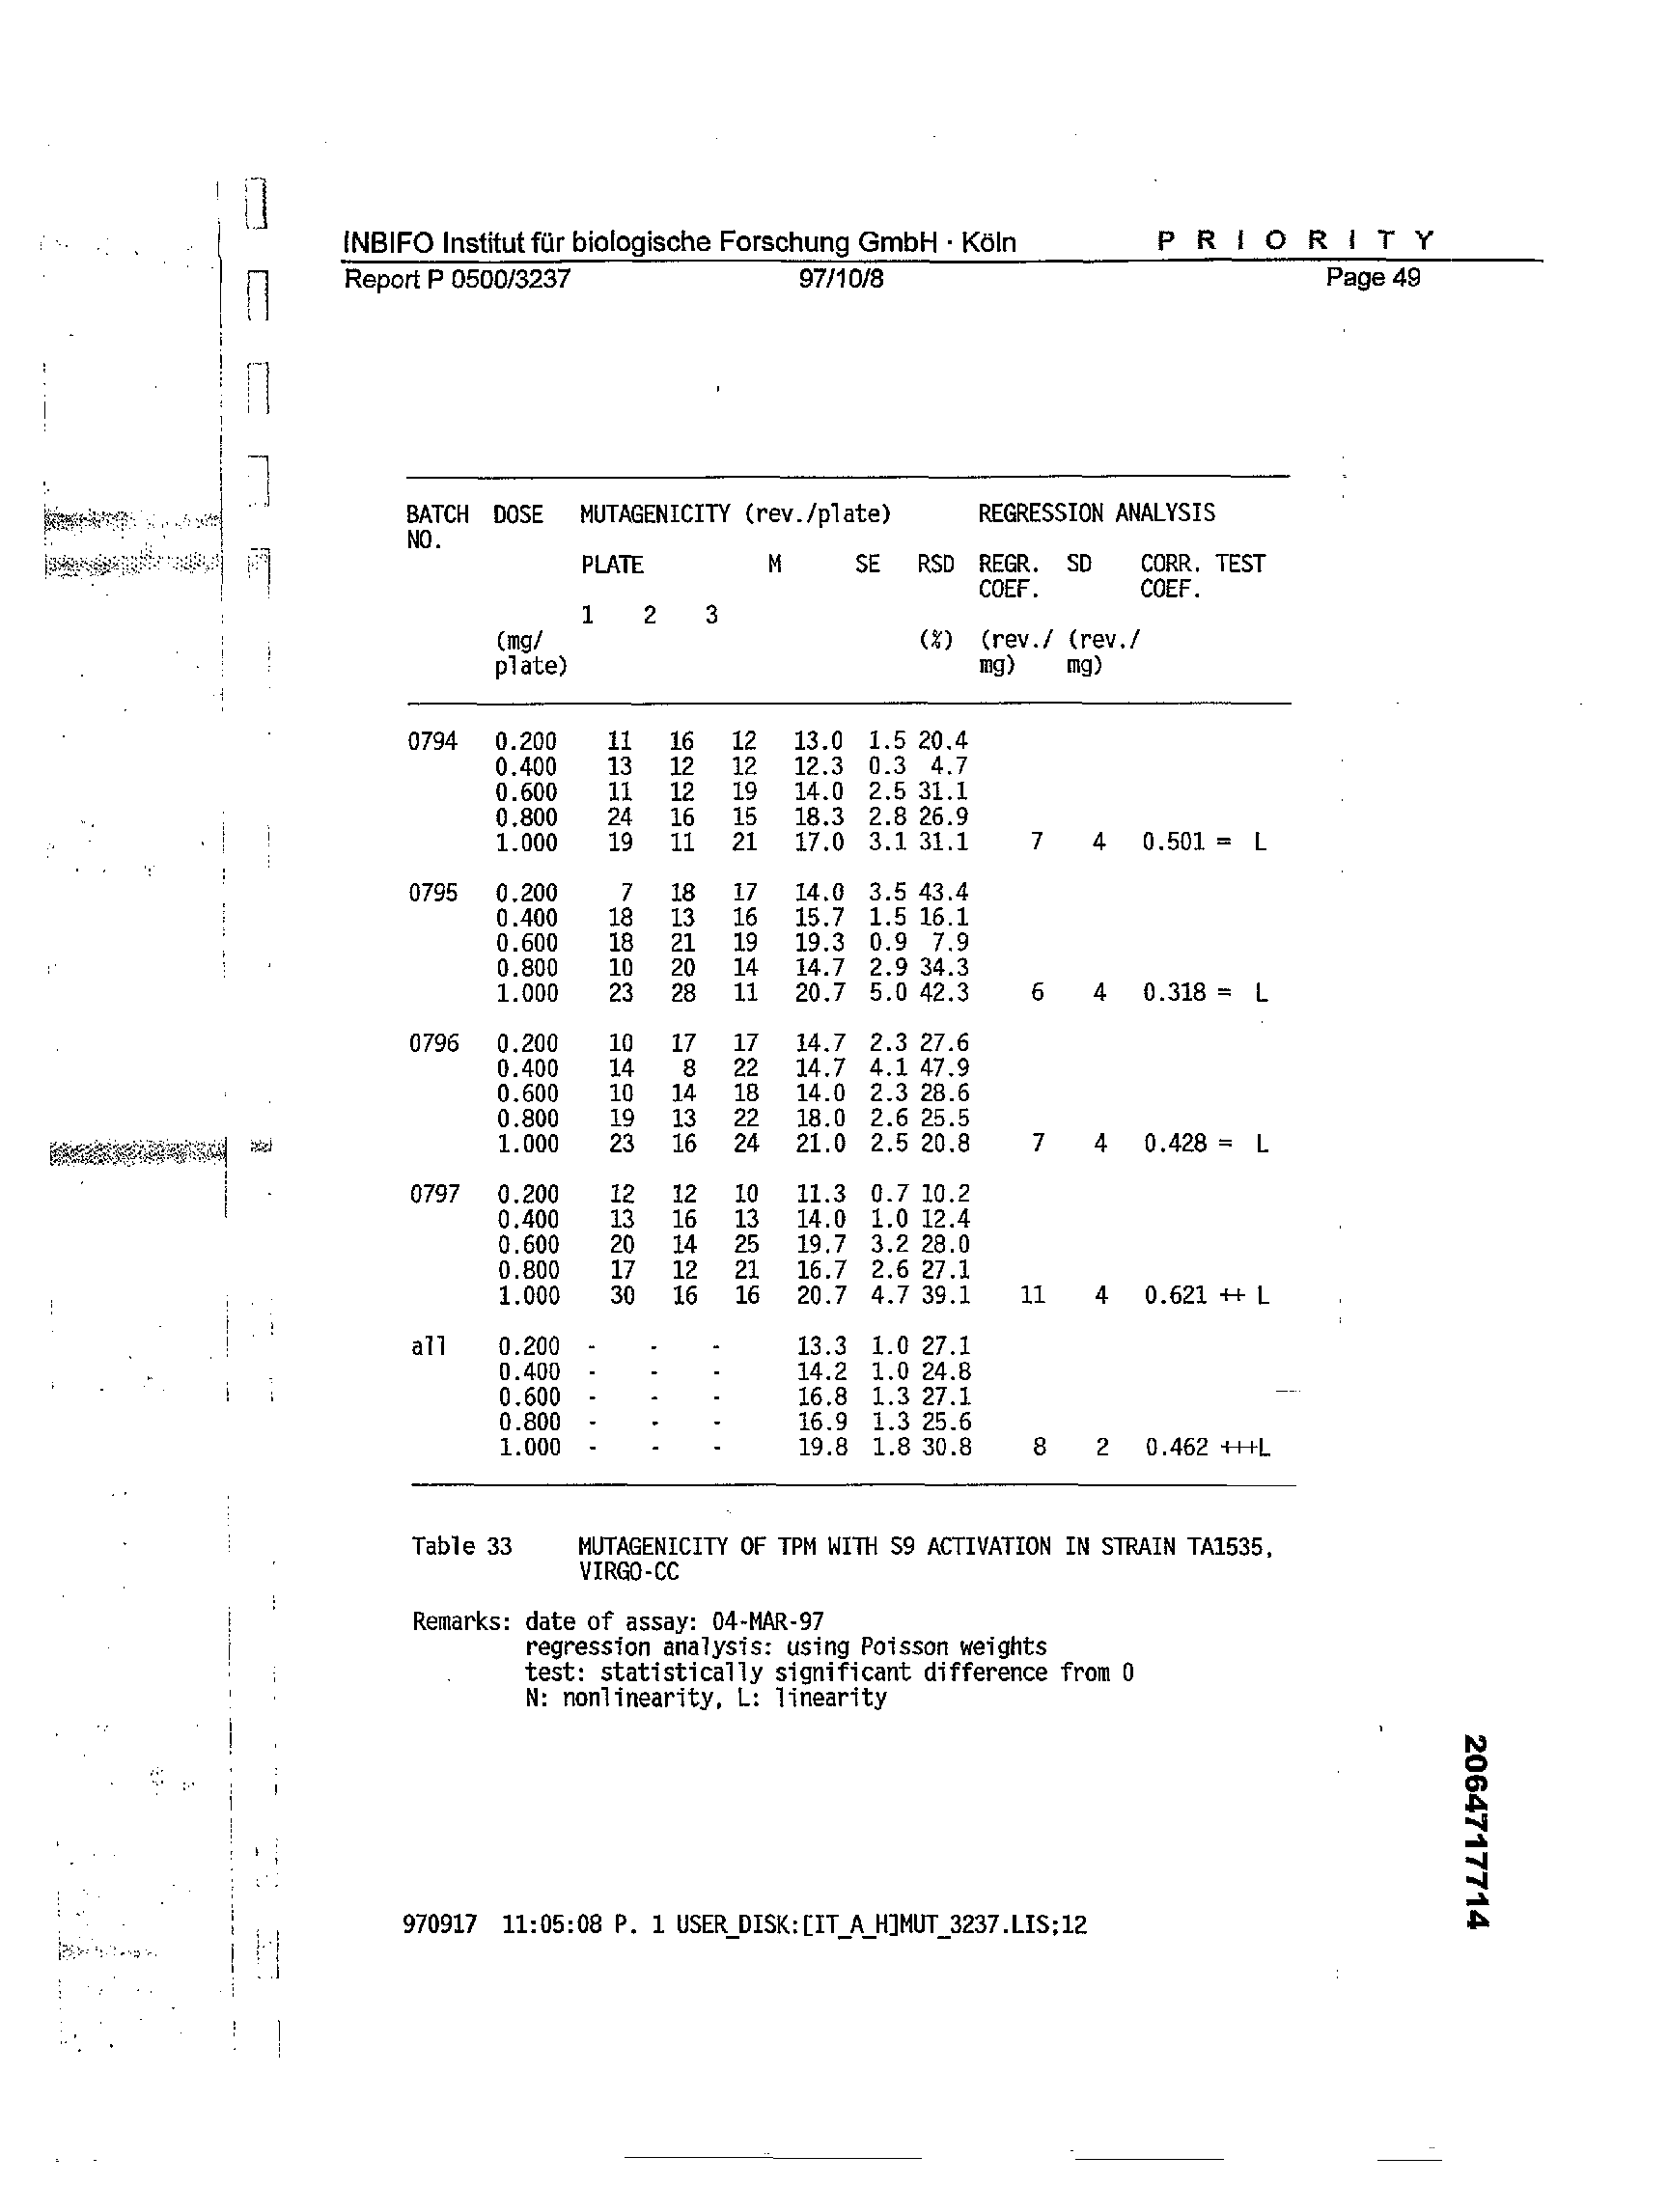 INBIFO Institut für biologische Forschung GmbH · Köln P R I O R I T Y
Report P 0500/3237 97/10/8 Page 49
BATCH DOSE MUTAGENICITY (rev./plate) REGRESSION ANALYSIS
NO.
PLATE M SE RSD REGR. SD CORR. TEST
COEF. COEF.
1 2 3
(mg/ (%) (rev./ (rev./
plate) mg) mg)
0794 0.200 11 16 12 13.0 1.5 20.4
0.400 13 12 12 12.3 0.3 4.7
0.600 11 12 19 14.0 2.5 31.1
0.800 24 16 15 18.3 2.8 26.9
1.000 19 11 21 17.0 3.1 31.1 7 4 0.501 = L
0795 0.200 7 18 17 14.0 3.5 43.4
0.400 18 13 16 15.7 1.5 16.1
0.600 18 21 19 19.3 0.9 7.9
0.800 10 20 14 14.7 2.9 34.3
1.000 23 28 11 20.7 5.0 42.3 6 4 0.318 = L
0796 0.200 10 17 17 14.7 2.3 27.6
0.400 14 8 22 14.7 4.1 47.9
0.600 10 14 18 14.0 2.3 28.6
0.800 19 13 22 18.0 2.6 25.5
1.000 23 16 24 21.0 2.5 20.8 7 4 0.428 = L
0797 0.200 12 12 10 11.3 0.7 10.2
0.400 13 16 13 14.0 1.0 12.4
0.600 20 14 25 19.7 3.2 28.0
0.800 17 12 21 16.7 2.6 27.1
1.000 30 16 16 20.7 4.7 39.1 11 4 0.621 ++ L
all 0.200 - - - 13.3 1.0 27.1
0.400 - - - 14.2 1.0 24.8
0.600 - - - 16.8 1.3 27.1
0.800 - - - 16.9 1.3 25.6
1.000 - - - 19.8 1.8 30.8 8 2 0.462 +++L
Table 33 MUTAGENICITY OF TPM WITH S9 ACTIVATION IN STRAIN TA1535,
VIRGO-CC
Remarks: date of assay: 04-MAR-97
regression analysis: using Poisson weights
test: statistically significant difference from 0
N: nonlinearity, L: linearity
2064717714
970917 11:05:08 P. 1 USER_DISK:[IT_A_H]MUT_3237.LIS;12